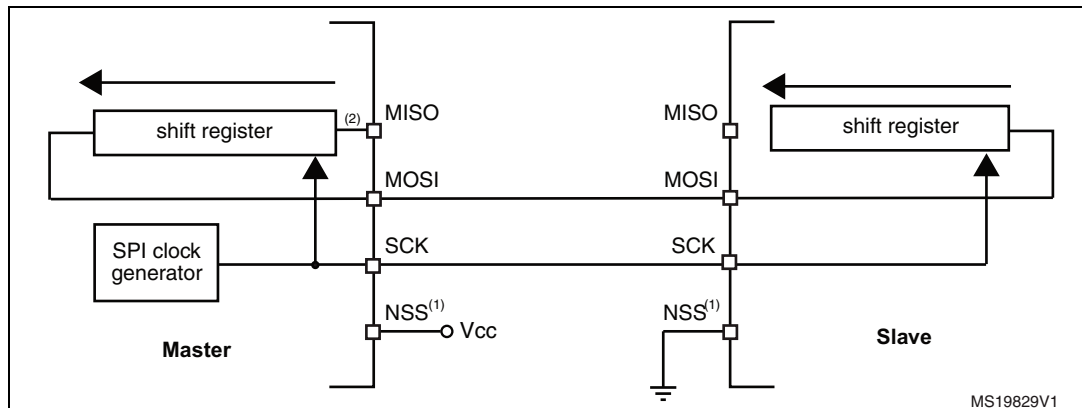 shift register
(2)
MISO
MISO
shift register
MOSI
MOSI
SPI clock
generator
SCK
SCK
NSS(1)
Vcc
NSS(1)
Master
Slave
MS19829V1